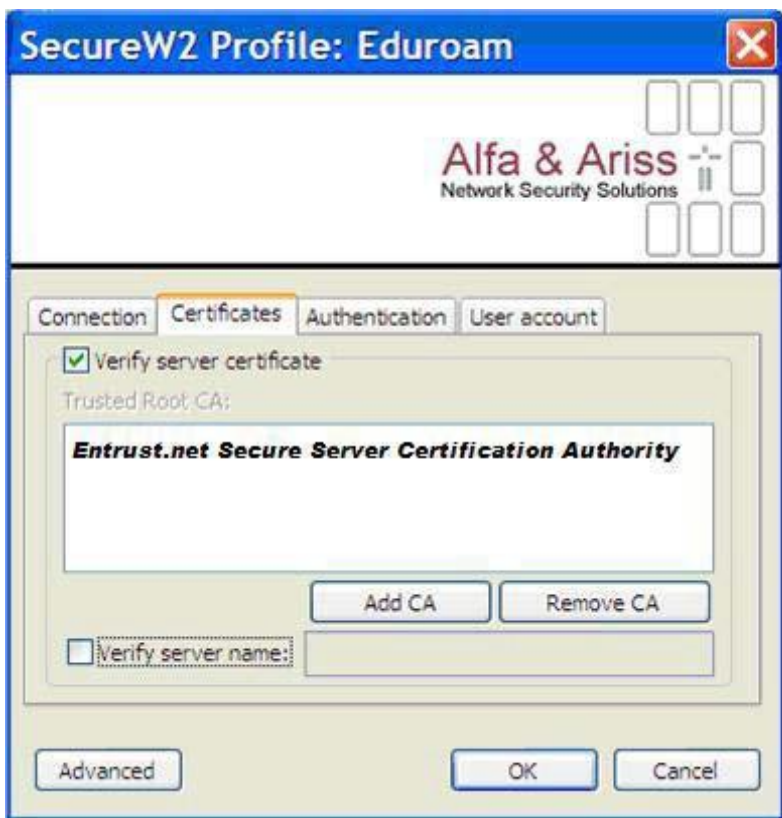 SecureW2 Profile: Eduroam
Alfa & Ariss
Network Security Solutions
Connection Certificates Authentication User account
Verify server certificate
Trusted Root CA:
Entrust.net Secure Server Certification Authority
Add CA Remove CA
Verify server name:
Advanced OK Cancel